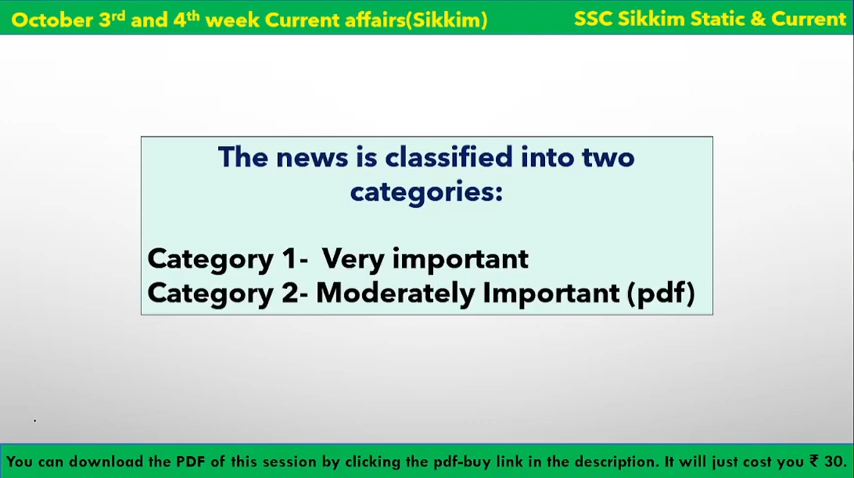 October 3rd and 4th week Current affairs(Sikkim)
SSC Sikkim Static & Current
The news is classified into two
categories:
Category 1-  Very important
Category 2- Moderately Important (pdf)
You can download the PDF of this session by clicking the pdf-buy link in the description. It will just cost you ₹ 30.